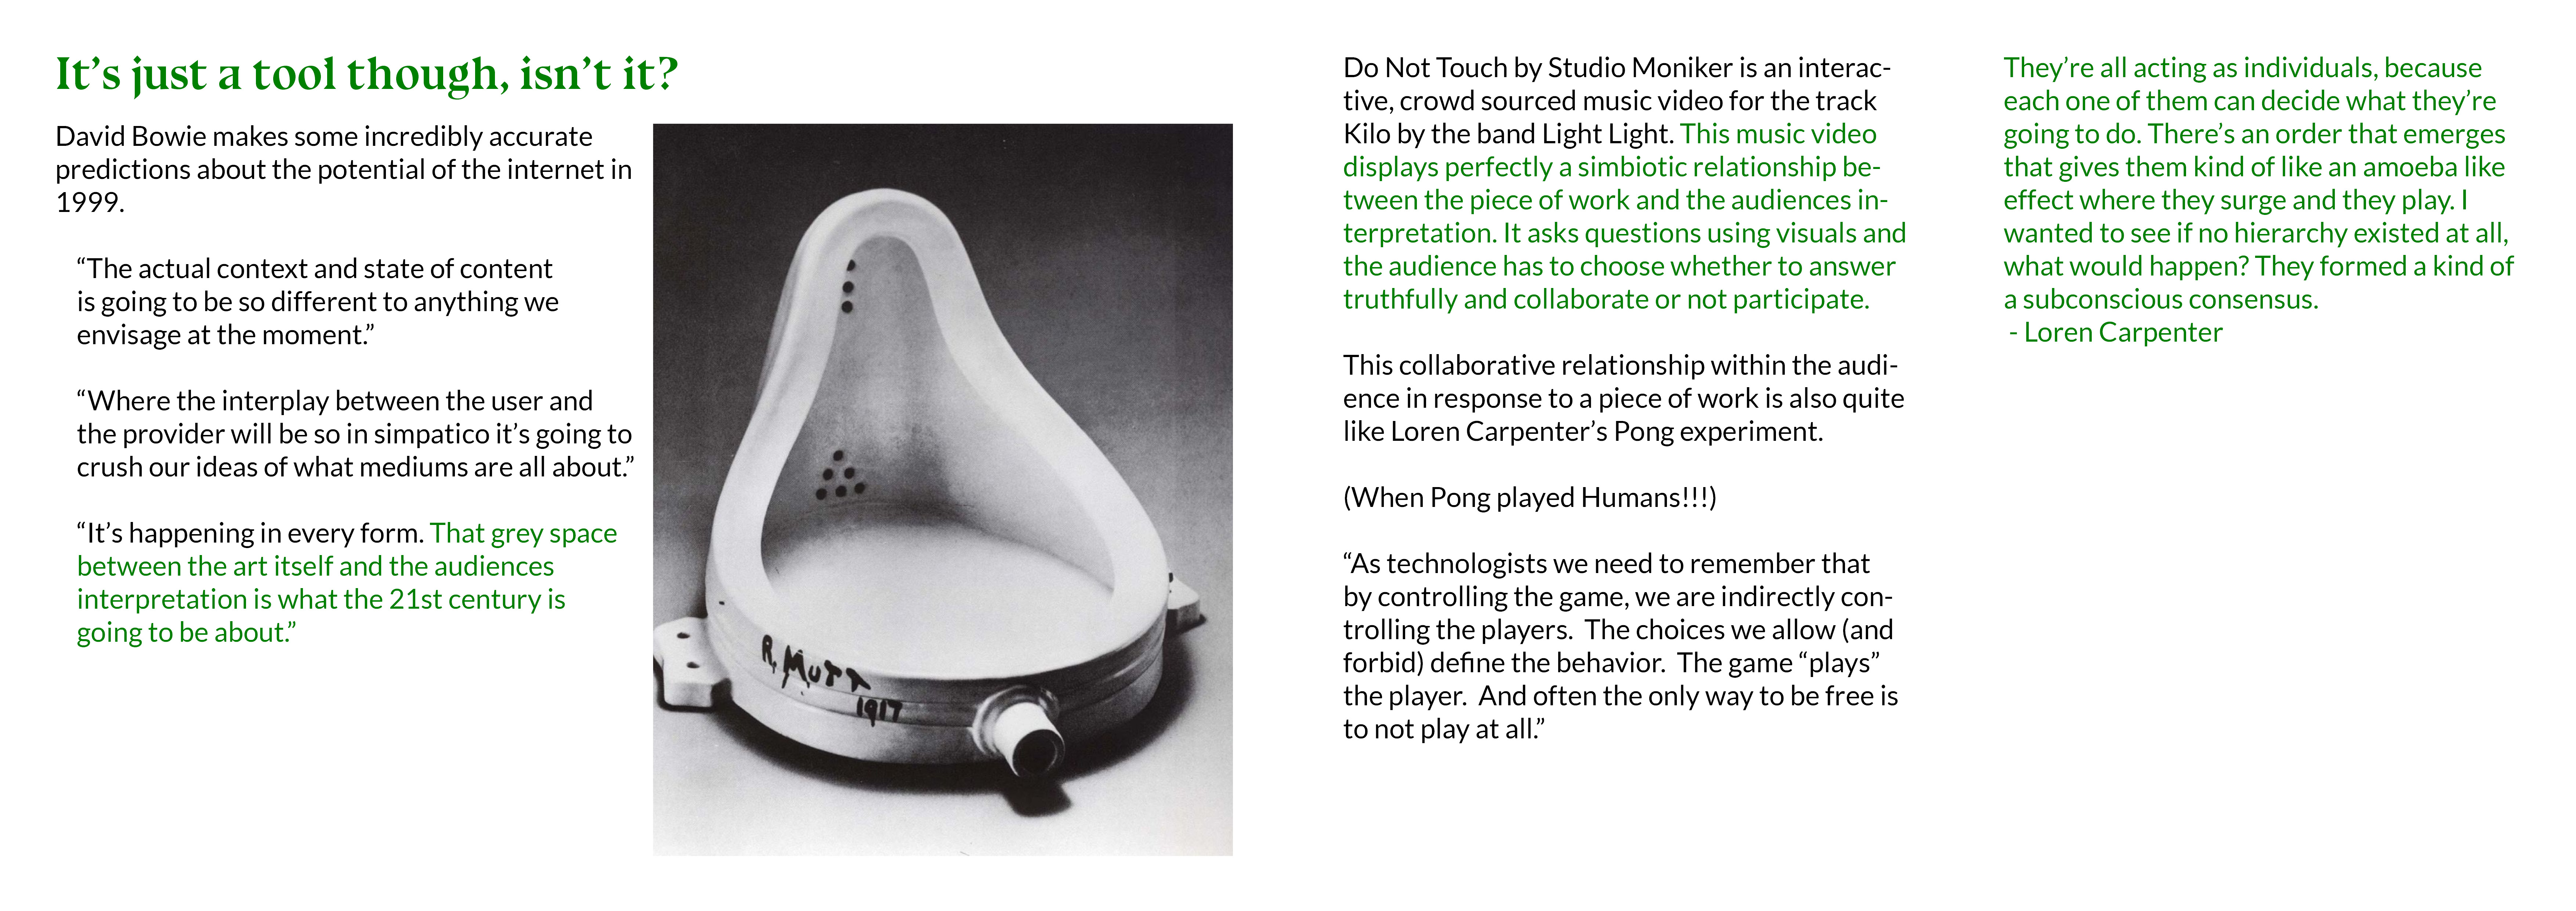 It’s just a tool though, isn’t it?
David Bowie makes some incredibly accurate
predictions about the potential of the internet in
1999.
“The actual context and state of content
is going to be so different to anything we
envisage at the moment.”
“Where the interplay between the user and
the provider will be so in simpatico it’s going to
crush our ideas of what mediums are all about.”
“It’s happening in every form. That grey space
between the art itself and the audiences
interpretation is what the 21st century is
going to be about.”
R. MUTT
1917
Do Not Touch by Studio Moniker is an interac-
tive, crowd sourced music video for the track
Kilo by the band Light Light. This music video
displays perfectly a simbiotic relationship be-
tween the piece of work and the audiences in-
terpretation. It asks questions using visuals and
the audience has to choose whether to answer
truthfully and collaborate or not participate.
This collaborative relationship within the audi-
ence in response to a piece of work is also quite
like Loren Carpenter’s Pong experiment.
(When Pong played Humans!!!)
“As technologists we need to remember that
by controlling the game, we are indirectly con-
trolling the players.  The choices we allow (and
forbid) define the behavior.  The game “plays”
the player.  And often the only way to be free is
to not play at all.”
They’re all acting as individuals, because
each one of them can decide what they’re
going to do. There’s an order that emerges
that gives them kind of like an amoeba like
effect where they surge and they play. I
wanted to see if no hierarchy existed at all,
what would happen? They formed a kind of
a subconscious consensus.
- Loren Carpenter